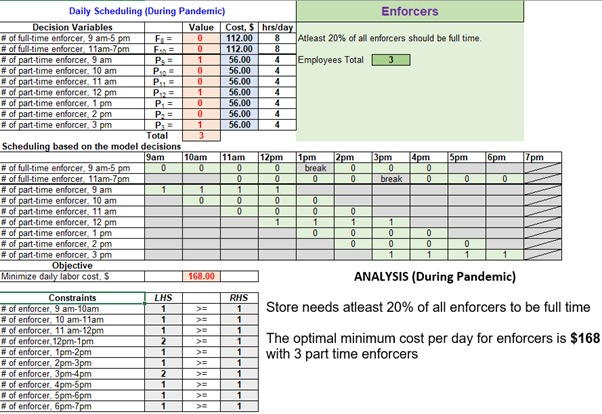 Daily Scheduling (During Pandemic) Enforcers
Decision Variables Value Cost, $ hrs/day
# of full-time enforcer, 9 am-5 pm F₉ = 0 112.00 8 Atleast 20% of all enforcers should be full time.
# of full-time enforcer, 11am-7pm F₁₀ = 0 112.00 8
# of part-time enforcer, 9 am P₉ = 1 56.00 4 Employees Total 3
# of part-time enforcer, 10 am P₁₀ = 0 56.00 4
# of part-time enforcer, 11 am P₁₁ = 0 56.00 4
# of part-time enforcer, 12 pm P₁₂ = 1 56.00 4
# of part-time enforcer, 1 pm P₁ = 0 56.00 4
# of part-time enforcer, 2 pm P₂ = 0 56.00 4
# of part-time enforcer, 3 pm P₃ = 1 56.00 4
Total 3
Scheduling based on the model decisions
9am 10am 11am 12pm 1pm 2pm 3pm 4pm 5pm 6pm 7pm
# of full-time enforcer, 9 am-5 pm 0 0 0 0 break 0 0 0
# of full-time enforcer, 11am-7pm 0 0 0 0 break 0 0 0
# of part-time enforcer, 9 am 1 1 1 1
# of part-time enforcer, 10 am 0 0 0 0
# of part-time enforcer, 11 am 0 0 0 0
# of part-time enforcer, 12 pm 1 1 1 1
# of part-time enforcer, 1 pm 0 0 0 0
# of part-time enforcer, 2 pm 0 0 0 0
# of part-time enforcer, 3 pm 1 1 1 1
Objective
Minimize daily labor cost, $ 168.00
ANALYSIS (During Pandemic)
Constraints LHS RHS
# of enforcer, 9 am-10am 1 >= 1
# of enforcer, 10 am-11am 1 >= 1
# of enforcer, 11 am-12pm 1 >= 1
# of enforcer,12pm-1pm 2 >= 1
# of enforcer, 1pm-2pm 1 >= 1
# of enforcer, 2pm-3pm 1 >= 1
# of enforcer, 3pm-4pm 2 >= 1
# of enforcer, 4pm-5pm 1 >= 1
# of enforcer, 5pm-6pm 1 >= 1
# of enforcer, 6pm-7pm 1 >= 1
Store needs atleast 20% of all enforcers to be full time
The optimal minimum cost per day for enforcers is $168
with 3 part time enforcers